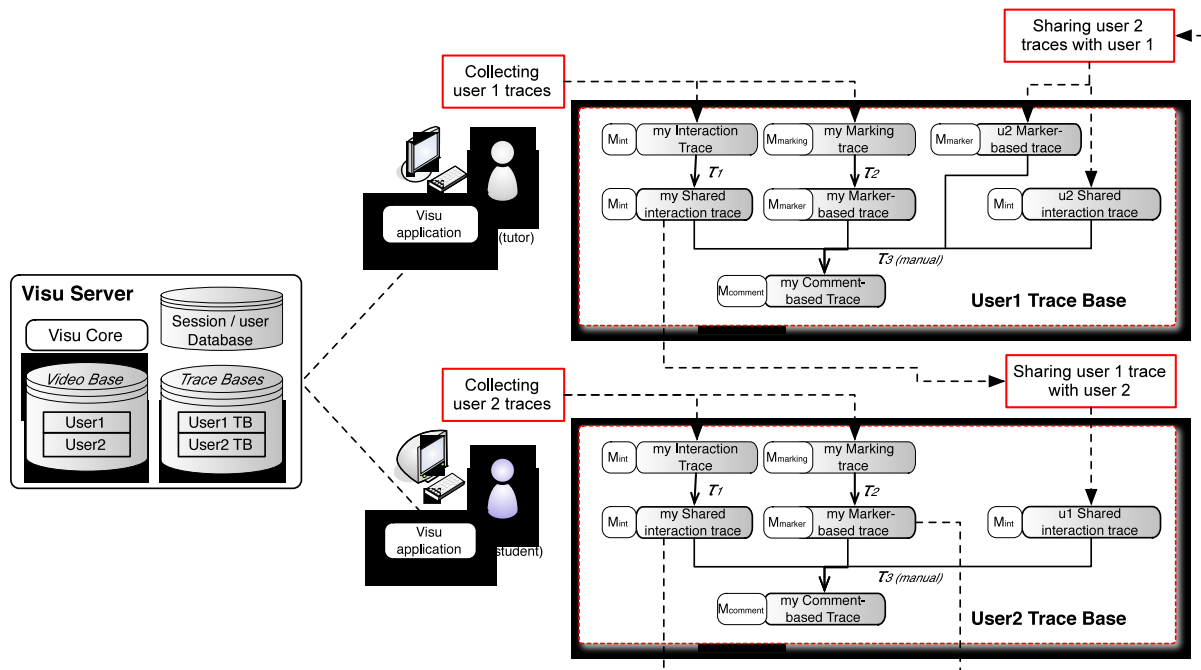 Sharing user 2
traces with user 1
Collecting
user 1 traces
Mint
my Interaction
Trace
Mmarking
my Marking
trace
Mmarker
u2 Marker-
based trace
τ1
τ2
Mint
my Shared
interaction trace
Mmarker
my Marker-
based trace
Mint
u2 Shared
interaction trace
τ3 (manual)
Mcomment
my Comment-
based Trace
User1 Trace Base
Visu
application
(tutor)
Visu Server
Visu Core
Session / user
Database
Video Base
User1
User2
Trace Bases
User1 TB
User2 TB
Collecting
user 2 traces
Sharing user 1 trace
with user 2
Mint
my Interaction
Trace
Mmarking
my Marking
trace
τ1
τ2
Mint
my Shared
interaction trace
Mmarker
my Marker-
based trace
Mint
u1 Shared
interaction trace
τ3 (manual)
Mcomment
my Comment-
based Trace
User2 Trace Base
Visu
application
student)